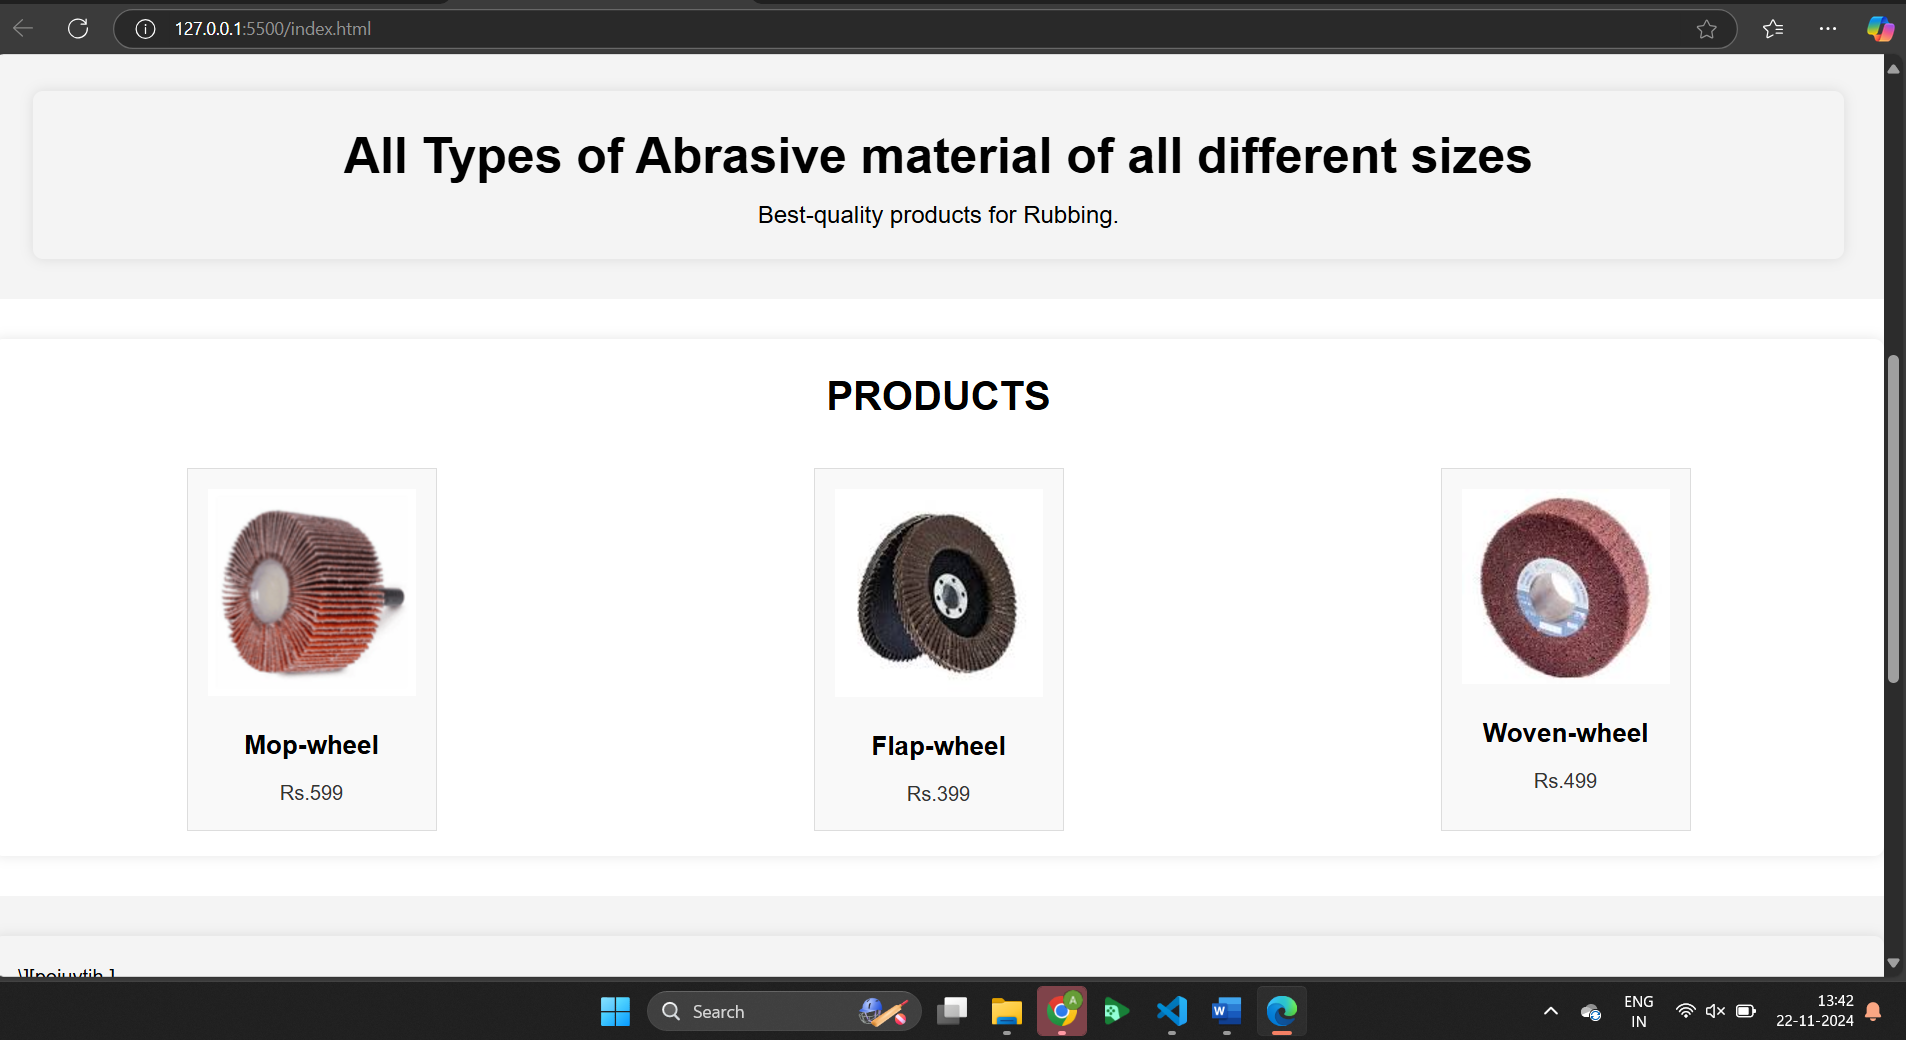 127.0.0.1:5500/index.html
All Types of Abrasive material of all different sizes
Best-quality products for Rubbing.
PRODUCTS
Mop-wheel
Rs.599
Flap-wheel
Rs.399
Woven-wheel
Rs.499
Search
ENG
IN
13:42
22-11-2024